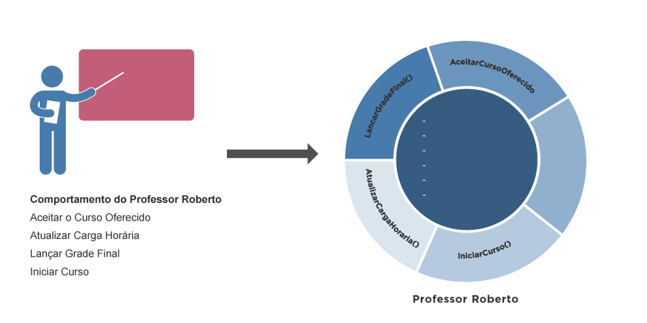 Comportamento do Professor Roberto
Aceitar o Curso Oferecido
Atualizar Carga Horária
Lançar Grade Final
Iniciar Curso
LancarGradeFinal()
AceitarCursoOferecido
AtualizarCargaHoraria()
IniciarCurso()
-
-
-
-
-
-
Professor Roberto